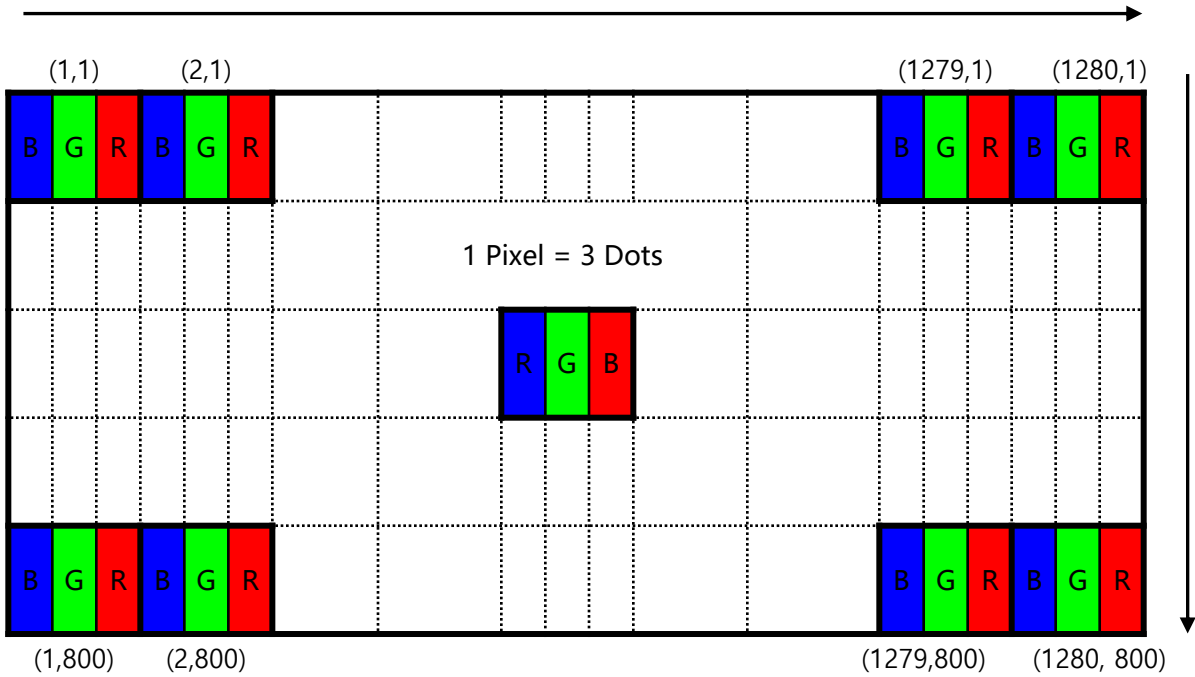 (1,1) (2,1) (1279,1) (1280,1)
B G R B G R B G R B G R
1 Pixel = 3 Dots
R G B
B G R B G R B G R B G R
(1,800) (2,800) (1279,800) (1280, 800)